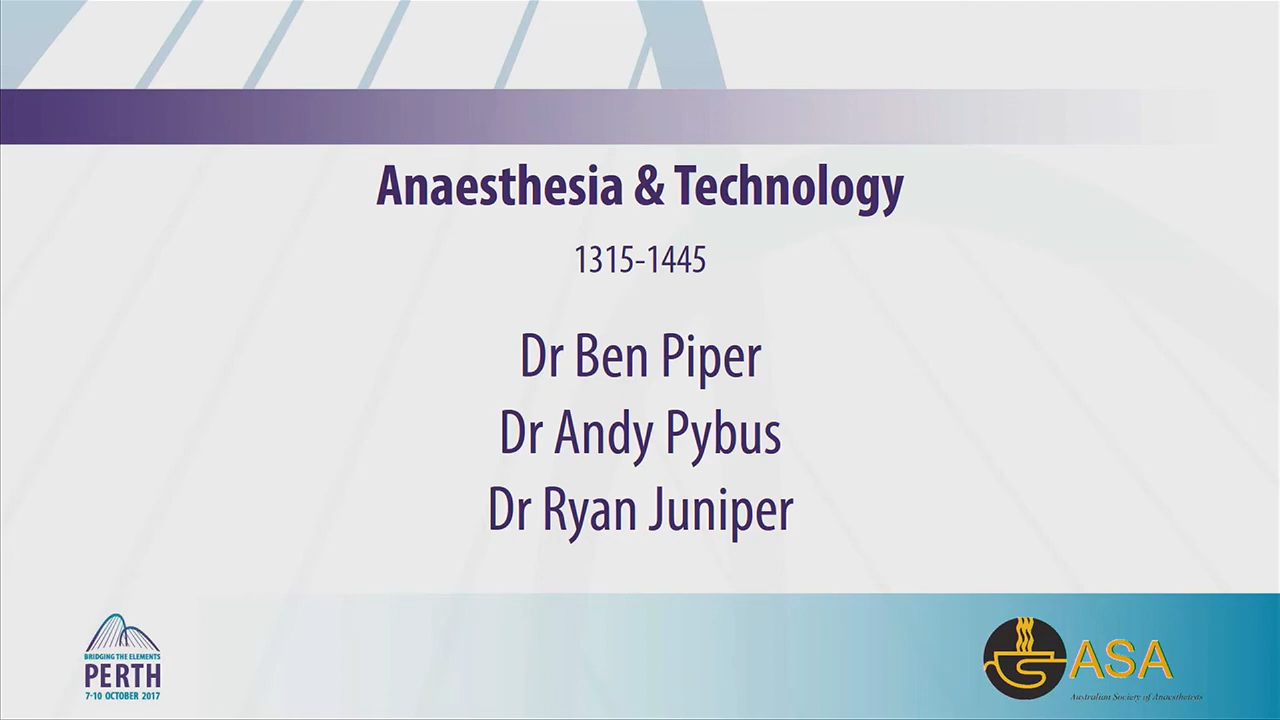 Anaesthesia & Technology
1315-1445
Dr Ben Piper
Dr Andy Pybus
Dr Ryan Juniper
BRIDGING THE ELEMENTS
PERTH
7-10 OCTOBER 2017
ASA
Australian Society of Anaesthetists